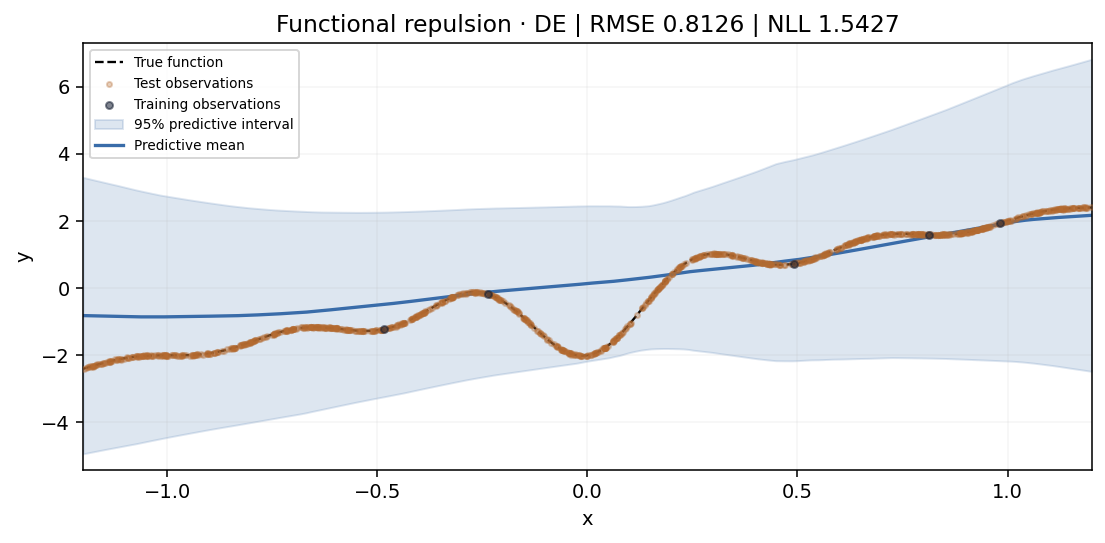 Functional repulsion · DE | RMSE 0.8126 | NLL 1.5427
True function
Test observations
Training observations
95% predictive interval
Predictive mean
y
6
4
2
0
−2
−4
−1.0
−0.5
0.0
0.5
1.0
x